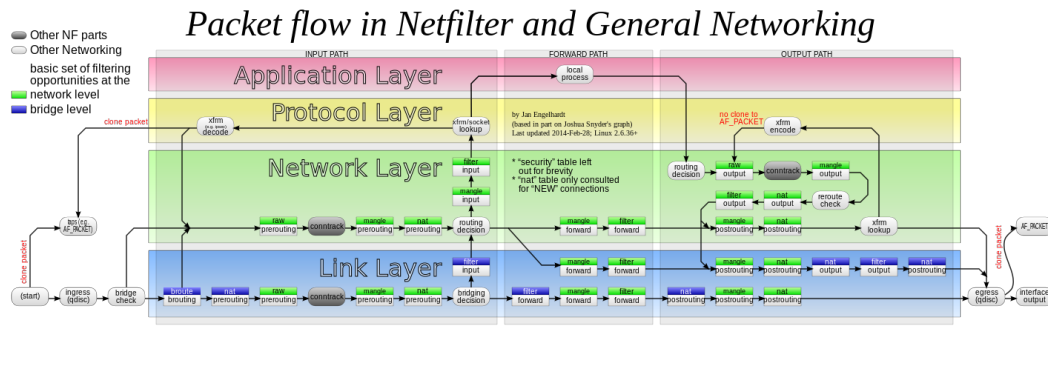 Packet flow in Netfilter and General Networking
Other NF parts
Other Networking
basic set of filtering
opportunities at the
network level
bridge level
INPUT PATH
FORWARD PATH
OUTPUT PATH
Application Layer
local
process
Protocol Layer
clone packet
xfrm
decode
xfrm/socket
lookup
by Jan Engelhardt
(based in part on Joshua Snyder's graph)
Last updated 2014-Feb-28; Linux 2.6.36+
no clone to
AF_PACKET
xfrm
encode
Network Layer
filter
input
mangle
input
* “security” table left
out for brevity
* “nat” table only consulted
for “NEW” connections
routing
decision
raw
output
conntrack
mangle
output
filter
output
nat
output
reroute
check
AF_PACKET)
raw
prerouting
conntrack
mangle
prerouting
nat
prerouting
routing
decision
mangle
forward
filter
forward
mangle
postrouting
nat
postrouting
xfrm
lookup
clone packet
AF_PACKET
Link Layer
clone packet
filter
input
mangle
forward
filter
forward
mangle
postrouting
nat
postrouting
nat
output
filter
output
nat
postrouting
(start)
ingress
(qdisc)
bridge
check
broute
brouting
nat
prerouting
raw
prerouting
conntrack
mangle
prerouting
nat
prerouting
bridging
decision
filter
forward
mangle
forward
filter
forward
nat
postrouting
mangle
postrouting
nat
postrouting
egress
(qdisc)
interface
output